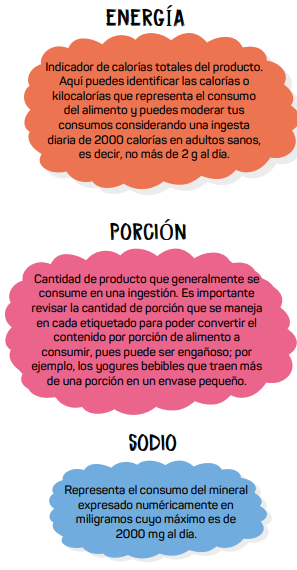 ENERGÍA
Indicador de calorías totales del producto.
Aquí puedes identificar las calorías o
kilocalorías que representa el consumo
del alimento y puedes moderar tus
consumos considerando una ingesta
diaria de 2000 calorías en adultos sanos,
es decir, no más de 2 g al día.
PORCIÓN
Cantidad de producto que generalmente se
consume en una ingestión. Es importante
revisar la cantidad de porción que se maneja
en cada etiquetado para poder convertir el
contenido por porción de alimento a
consumir, pues puede ser engañoso; por
ejemplo, los yogures bebibles que traen más
de una porción en un envase pequeño.
SODIO
Representa el consumo del mineral
expresado numéricamente en
miligramos cuyo máximo es de
2000 mg al día.